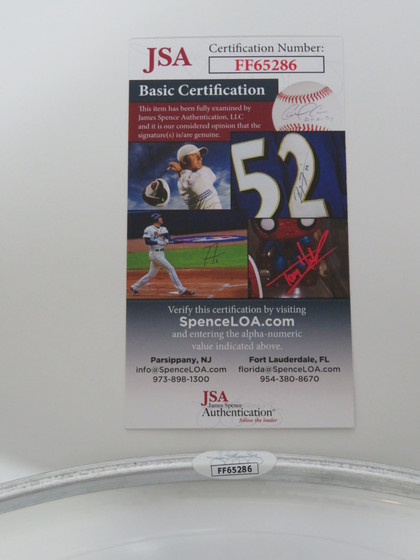 JSA
Certification Number:
FF65286
Basic Certification
This item has been fully examined by
James Spence Authentication, LLC
and it is our considered opinion that the
signature(s) is/are genuine.
52
Verify this certification by visiting
SpenceLOA.com
and entering the alpha-numeric
value indicated above.
Parsippany, NJ
info@SpenceLOA.com
973-898-1300
Fort Lauderdale, FL
florida@SpenceLOA.com
954-380-8670
JSA
James Spence
Authentication
follow the leader
FF65286